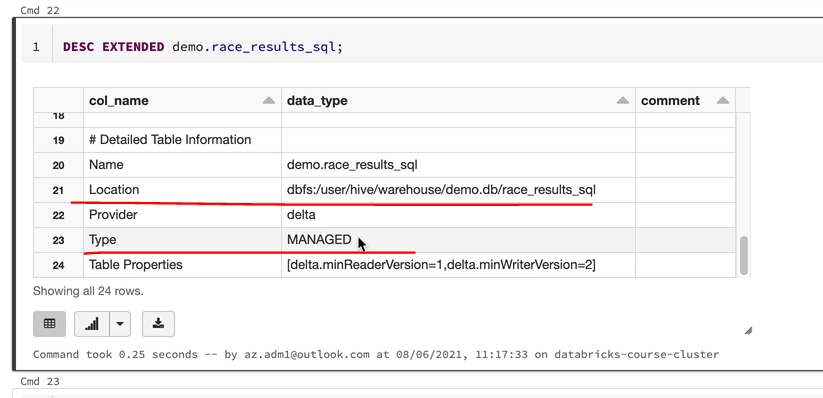 Cmd 22
1 DESC EXTENDED demo.race_results_sql;
col_name data_type comment
18
19 # Detailed Table Information
20 Name demo.race_results_sql
21 Location dbfs:/user/hive/warehouse/demo.db/race_results_sql
22 Provider delta
23 Type MANAGED
24 Table Properties [delta.minReaderVersion=1,delta.minWriterVersion=2]
Showing all 24 rows.
Command took 0.25 seconds -- by az.adm1@outlook.com at 08/06/2021, 11:17:33 on databricks-course-cluster
Cmd 23